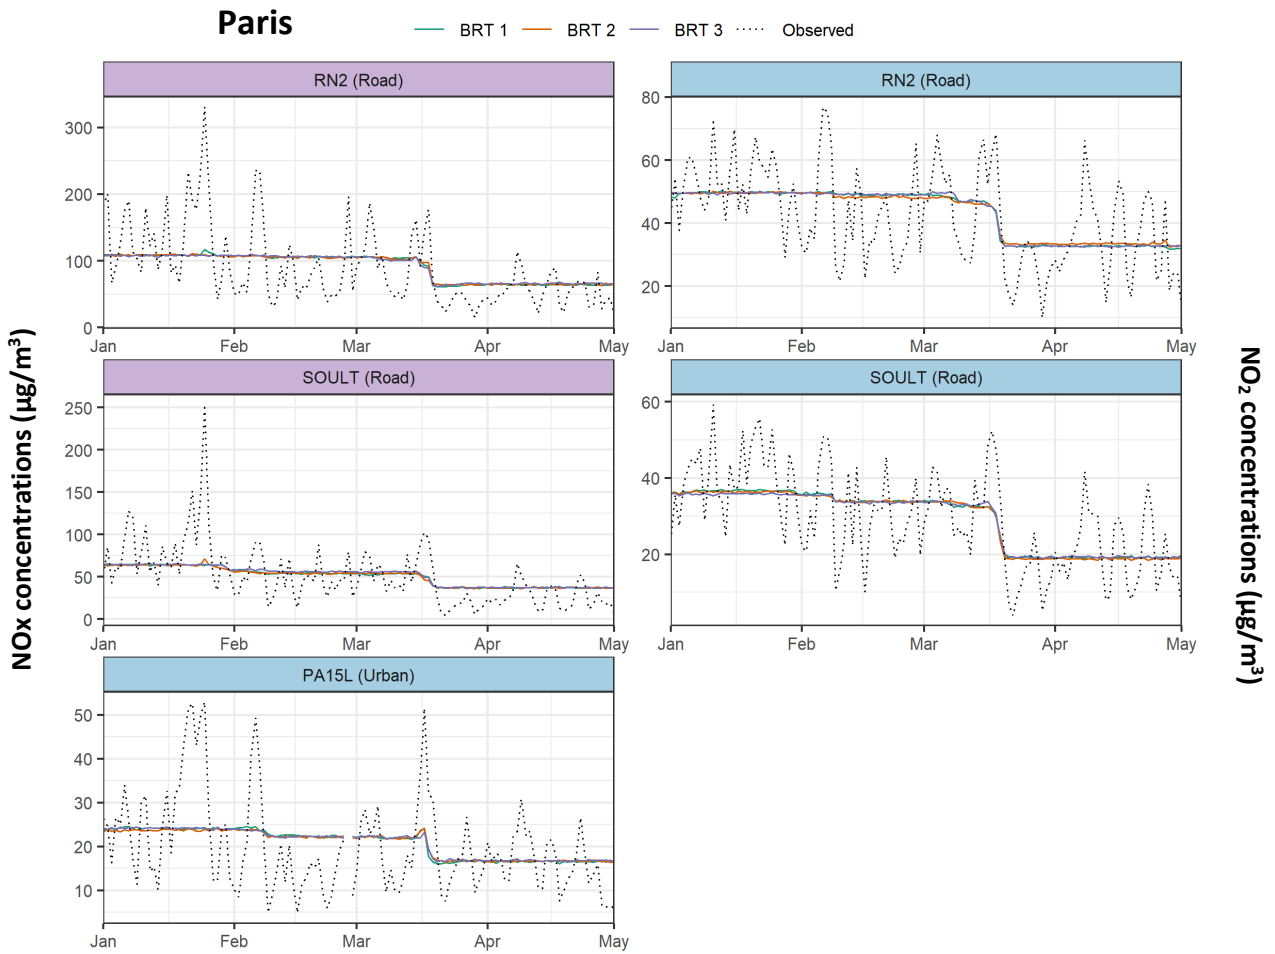 Paris
BRT 1 BRT 2 BRT 3 Observed
RN2 (Road)
300
200
100
0
Jan Feb Mar Apr May
RN2 (Road)
80
60
40
20
Jan Feb Mar Apr May
SOULT (Road)
250
200
150
100
50
0
Jan Feb Mar Apr May
SOULT (Road)
60
40
20
Jan Feb Mar Apr May
PA15L (Urban)
50
40
30
20
10
Jan Feb Mar Apr May
NOx concentrations (µg/m³)
NO₂ concentrations (µg/m³)